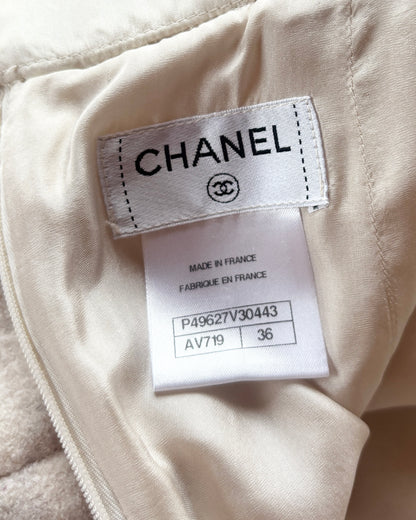 CHANEL
MADE IN FRANCE
FABRIQUE EN FRANCE
P49627V30443
AV719 36